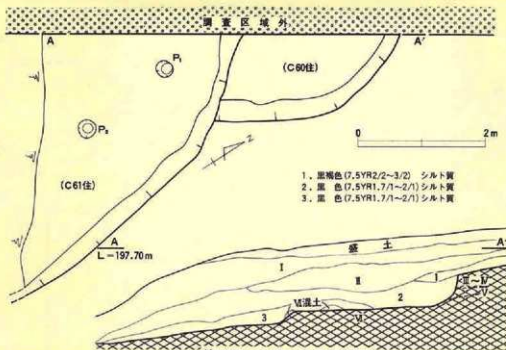 調査区域外
A
A'
P₁
(C60住)
P₂
Z
0 2m
1. 黒褐色(7.5YR2/2~3/2) シルト質
2. 黒 色(7.5YR1.7/1~2/1) シルト質
3. 黒 色(7.5YR1.7/1~2/1) シルト質
(C61住)
A
L-197.70m
盛 土
A'
I
II
1
III~IV
V
2
VI混土
3
VI